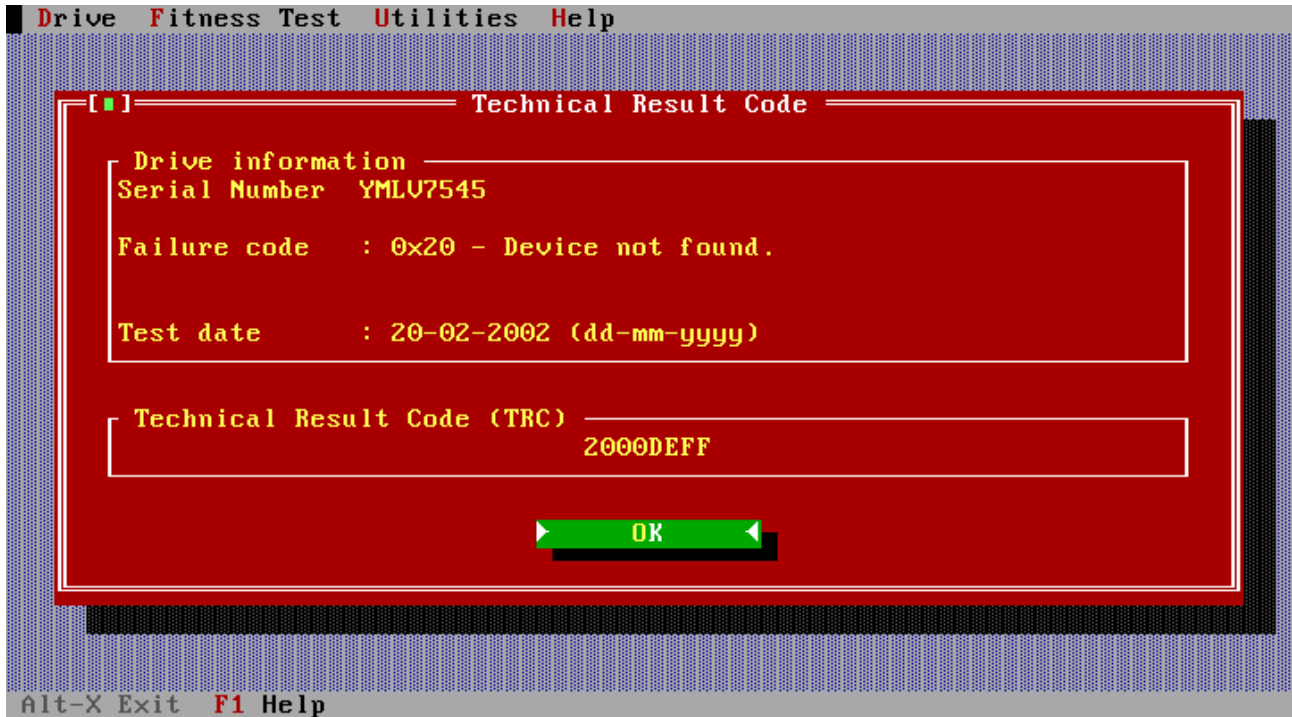 Drive Fitness Test Utilities Help
[■] Technical Result Code
Drive information
Serial Number YMLV7545
Failure code : 0x20 - Device not found.
Test date : 20-02-2002 (dd-mm-yyyy)
Technical Result Code (TRC)
2000DEFF
OK
Alt-X Exit F1 Help